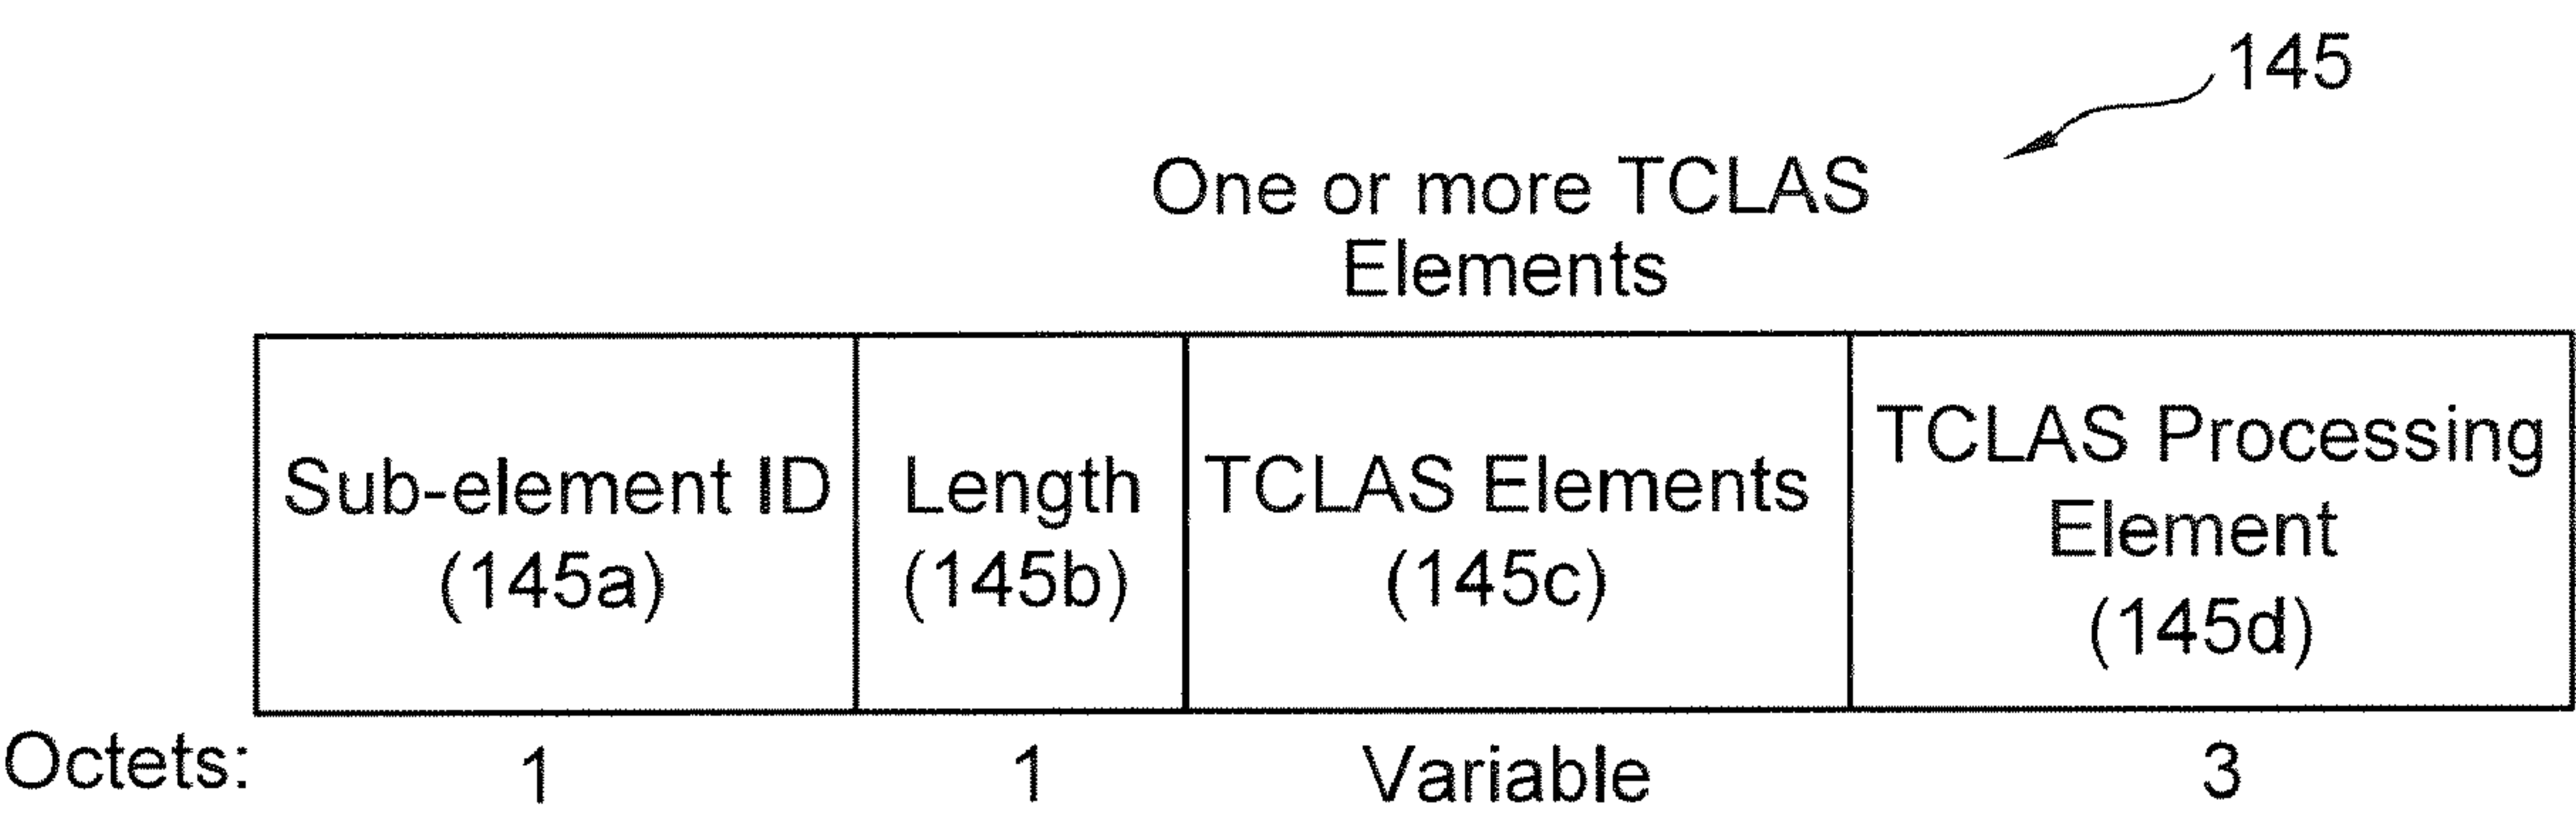 145
One or more TCLAS
Elements
Sub-element ID
(145a)
Length
(145b)
TCLAS Elements
(145c)
TCLAS Processing
Element
(145d)
Octets: 1 1 Variable 3